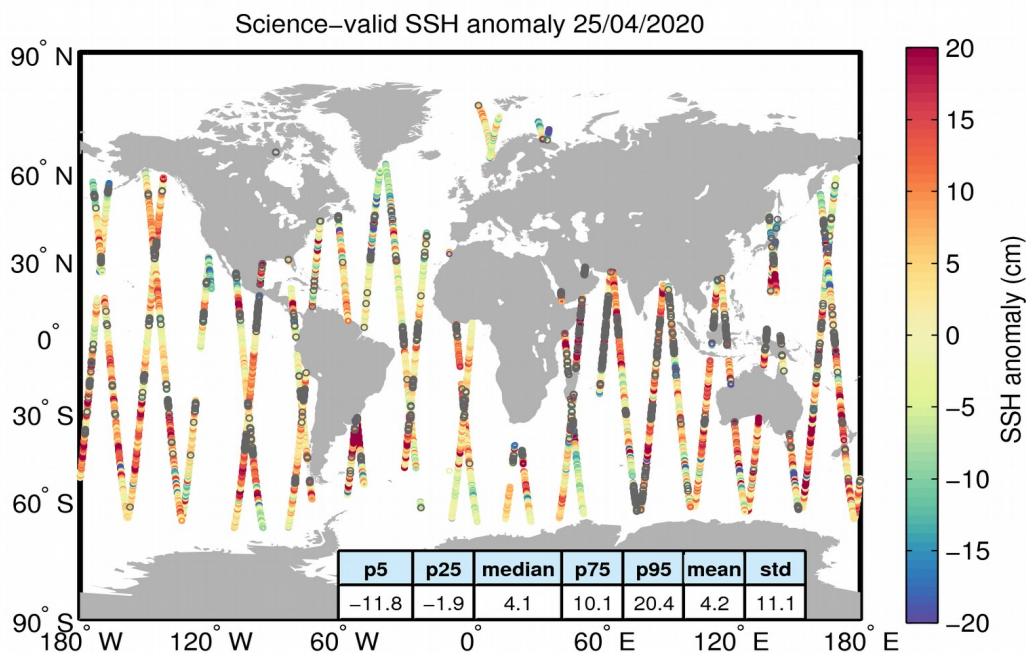 Science−valid SSH anomaly 25/04/2020
90° N
60° N
30° N
0°
30° S
60° S
90° S
180° W
120° W
60° W
0°
60° E
120° E
180° E
p5 p25 median p75 p95 mean std
−11.8 −1.9 4.1 10.1 20.4 4.2 11.1
20
15
10
5
0
−5
−10
−15
−20
SSH anomaly (cm)